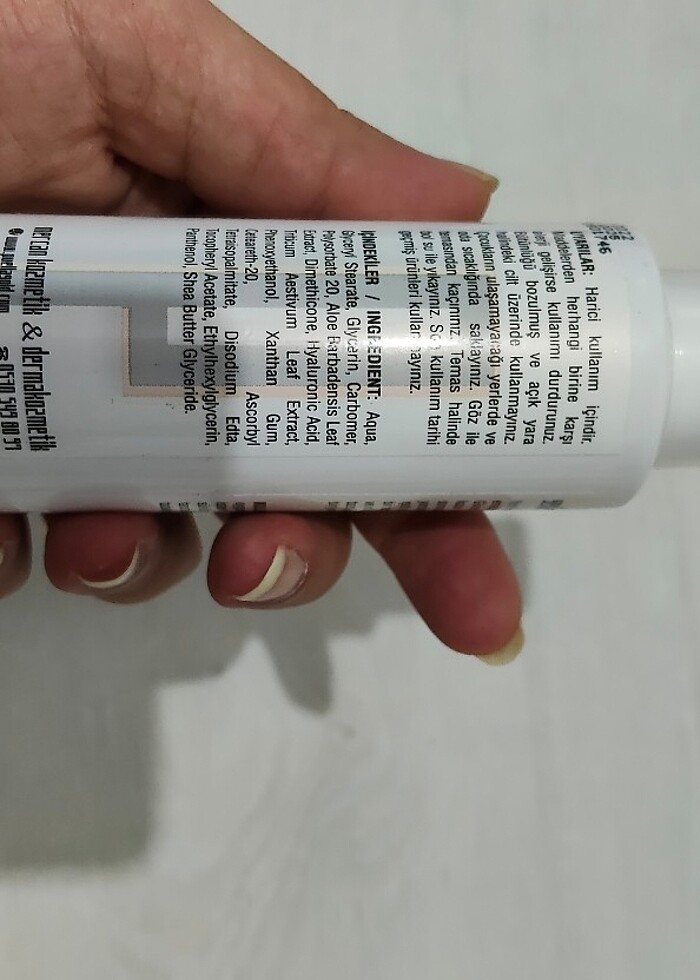 UYARILAR: Harici kullanım içindir.
Maddelerden herhangi birine karşı
alerji gelişirse kullanımı durdurunuz.
Bütünlüğü bozulmuş ve açık yara
halindeki cilt üzerinde kullanmayınız.
Çocukların ulaşamayacağı yerlerde ve
oda sıcaklığında saklayınız. Göz ile
temasından kaçınınız. Temas halinde
bol su ile yıkayınız. Son kullanım tarihi
geçmiş ürünleri kullanmayınız.
İÇİNDEKİLER / INGREDIENT: Aqua,
Glyceryl Stearate, Glycerin, Carbomer,
Polysorbate 20, Aloe Barbadensis Leaf
Extract, Dimethicone, Hyaluronic Acid,
Triticum Aestivum Leaf Extract,
Phenoxyethanol, Xanthan Gum,
Ceteareth-20, Ascorbyl
Tetraisopalmitate, Disodium Edta,
Tocopheryl Acetate, Ethylhexylglycerin,
Panthenol, Shea Butter Glyceride.
kozmetik & dermokozmetik